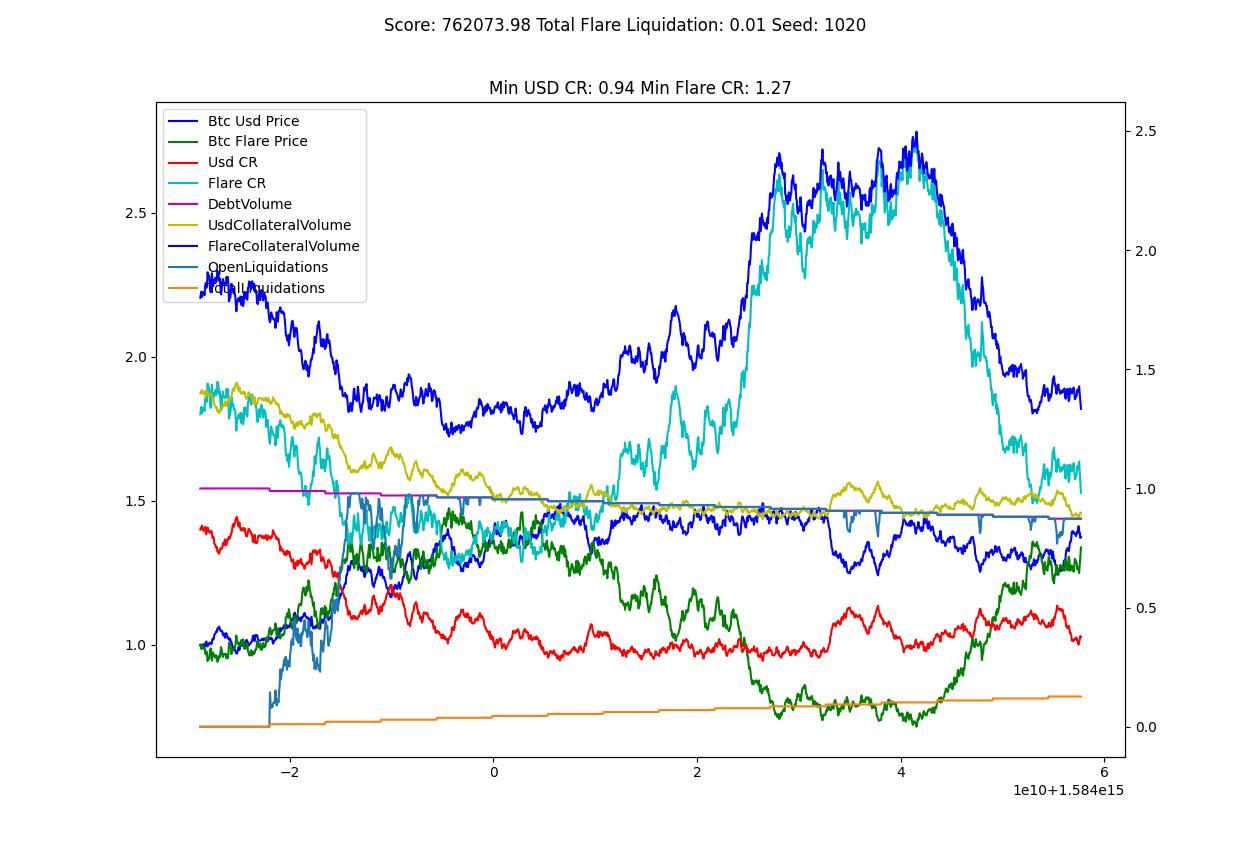 Score: 762073.98 Total Flare Liquidation: 0.01 Seed: 1020
Min USD CR: 0.94 Min Flare CR: 1.27
Btc Usd Price
Btc Flare Price
Usd CR
Flare CR
DebtVolume
UsdCollateralVolume
FlareCollateralVolume
OpenLiquidations
TotalLiquidations
2.5
2.0
1.5
1.0
2.5
2.0
1.5
1.0
0.5
0.0
−2
0
2
4
6
1e10+1.584e15